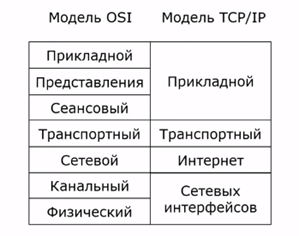 Модель OSI Модель TCP/IP
Прикладной
Представления
Сеансовый
Прикладной
Транспортный Транспортный
Сетевой Интернет
Канальный
Физический
Сетевых
интерфейсов